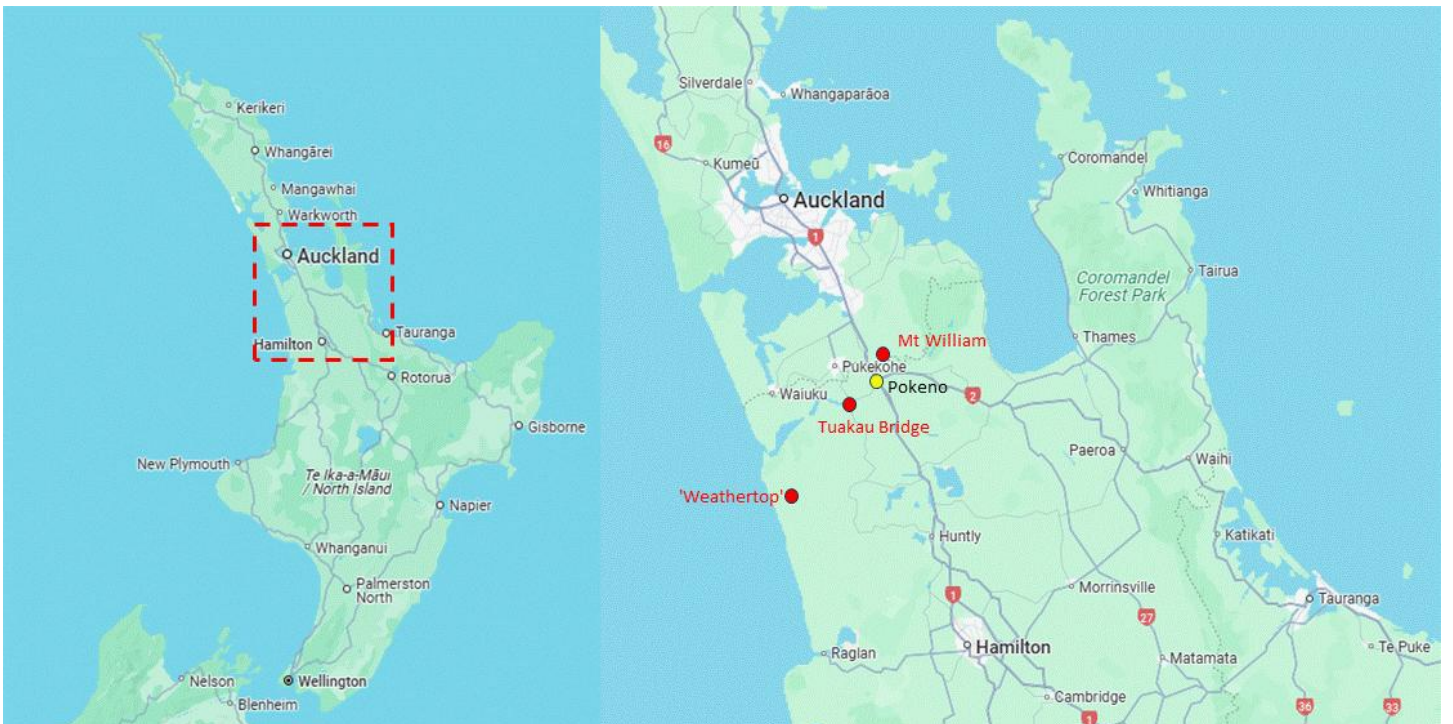 Kerikeri
Whangārei
Mangawhai
Warkworth
Auckland
Tauranga
Hamilton
Rotorua
Gisborne
New Plymouth
Te Ika-a-Māui
/ North Island
Napier
Whanganui
Palmerston
North
Nelson
Wellington
Blenheim
Silverdale
Whangaparāoa
16
Kumeū
Coromandel
Whitianga
Auckland
1
Tairua
Coromandel
Forest Park
Thames
Mt William
Pukekohe
Pokeno
Waiuku
2
Tuakau Bridge
Paeroa
Waihi
'Weathertop'
Huntly
Katikati
Morrinsville
1
27
Tauranga
Hamilton
Raglan
Matamata
Te Puke
Cambridge
1
36
33